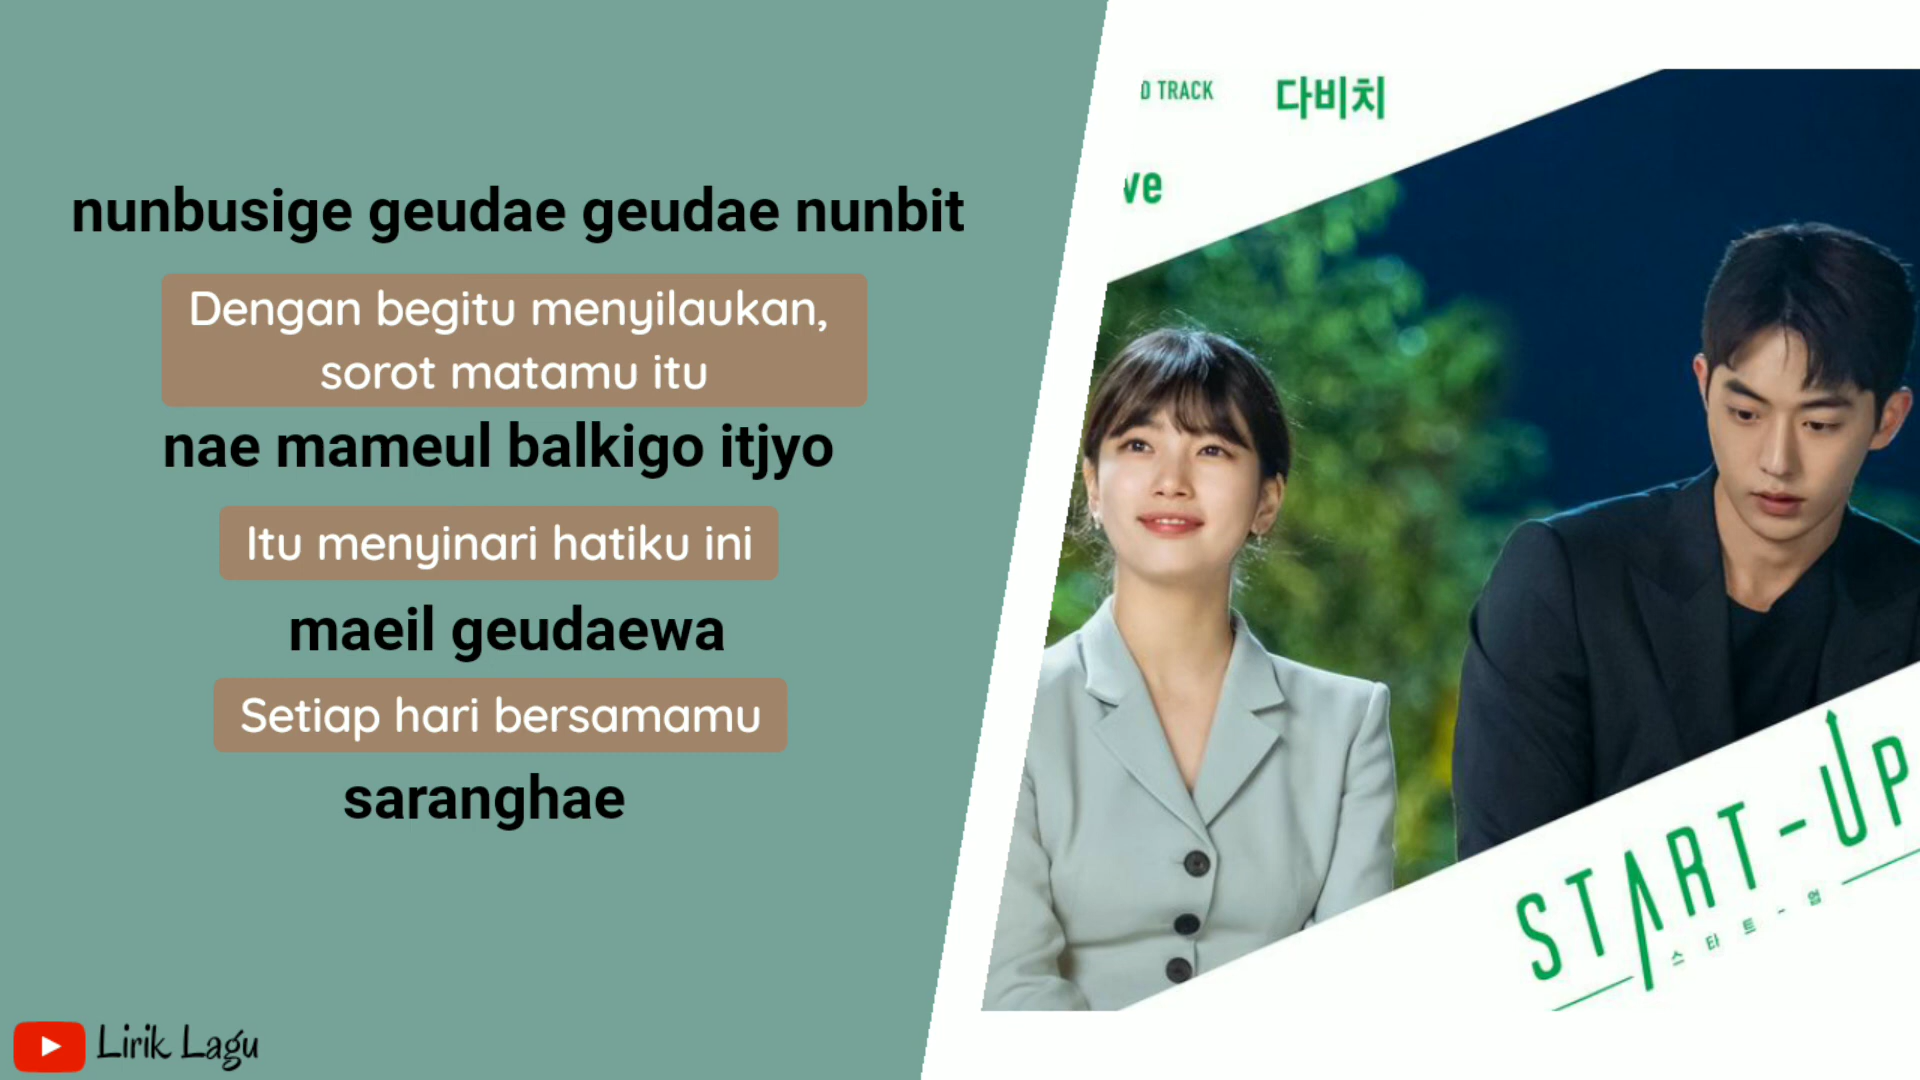 nunbusige geudae geudae nunbit
Dengan begitu menyilaukan,
sorot matamu itu
nae mameul balkigo itjyo
Itu menyinari hatiku ini
maeil geudaewa
Setiap hari bersamamu
saranghae
Lirik Lagu
TRACK 다비치
ve
START-UP
스타트-업